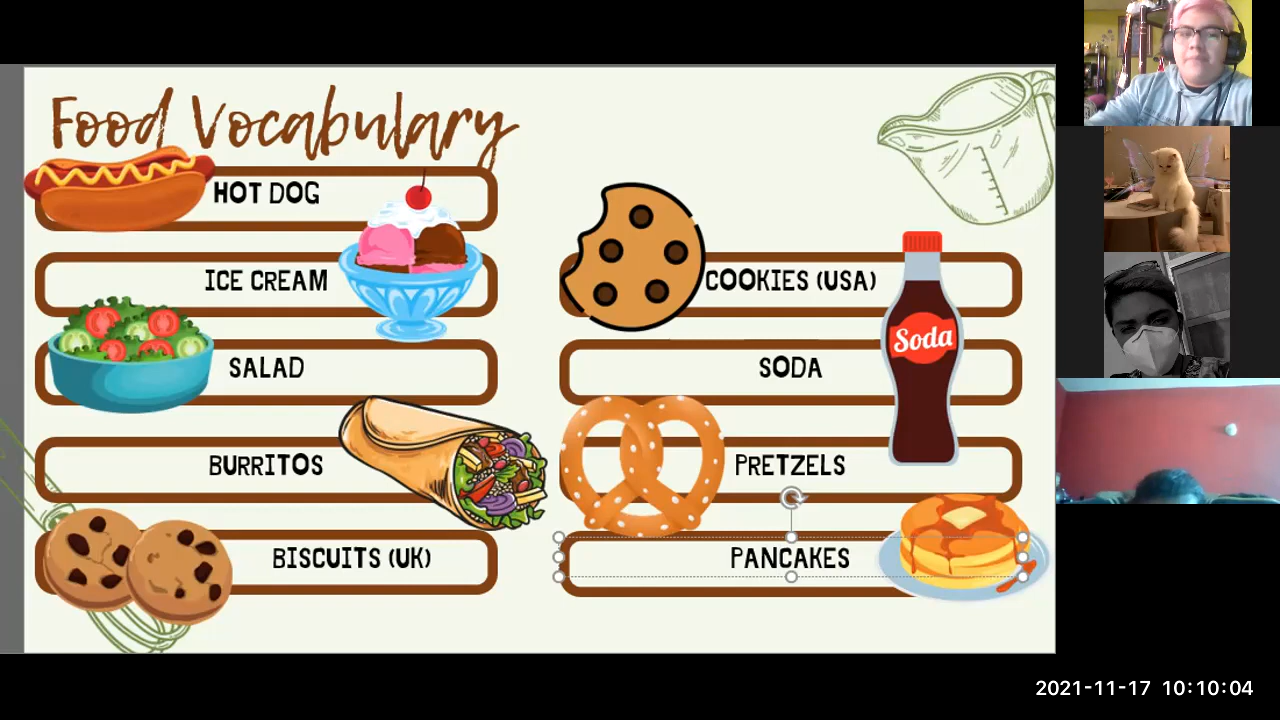 Food Vocabulary
HOT DOG
ICE CREAM
SALAD
BURRITOS
BISCUITS (UK)
COOKIES (USA)
SODA
Soda
PRETZELS
PANCAKES
2021-11-17 10:10:04